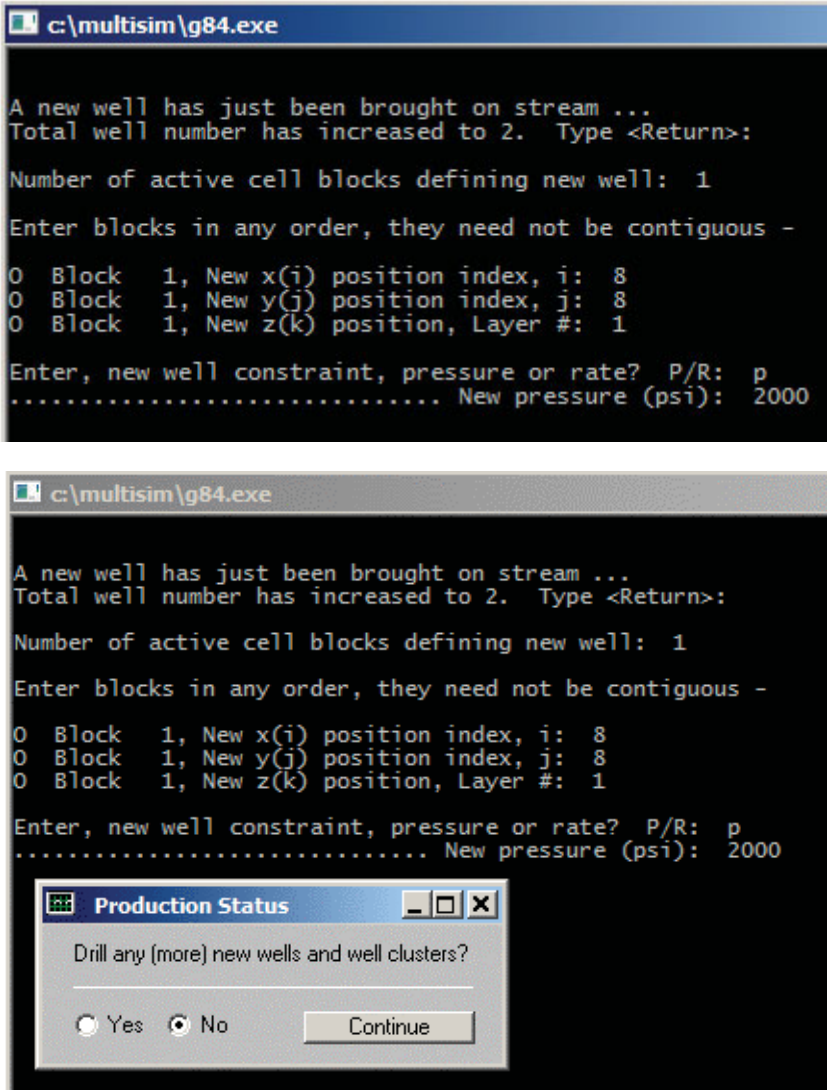 c:\multisim\g84.exe
A new well has just been brought on stream ...
Total well number has increased to 2.  Type <Return>:
Number of active cell blocks defining new well:  1
Enter blocks in any order, they need not be contiguous -
O  Block   1, New x(i) position index, i:  8
O  Block   1, New y(j) position index, j:  8
O  Block   1, New z(k) position, Layer #:  1
Enter, new well constraint, pressure or rate?  P/R:  p
............................... New pressure (psi):  2000
c:\multisim\g84.exe
A new well has just been brought on stream ...
Total well number has increased to 2.  Type <Return>:
Number of active cell blocks defining new well:  1
Enter blocks in any order, they need not be contiguous -
O  Block   1, New x(i) position index, i:  8
O  Block   1, New y(j) position index, j:  8
O  Block   1, New z(k) position, Layer #:  1
Enter, new well constraint, pressure or rate?  P/R:  p
............................... New pressure (psi):  2000
Production Status
Drill any (more) new wells and well clusters?
Yes No Continue